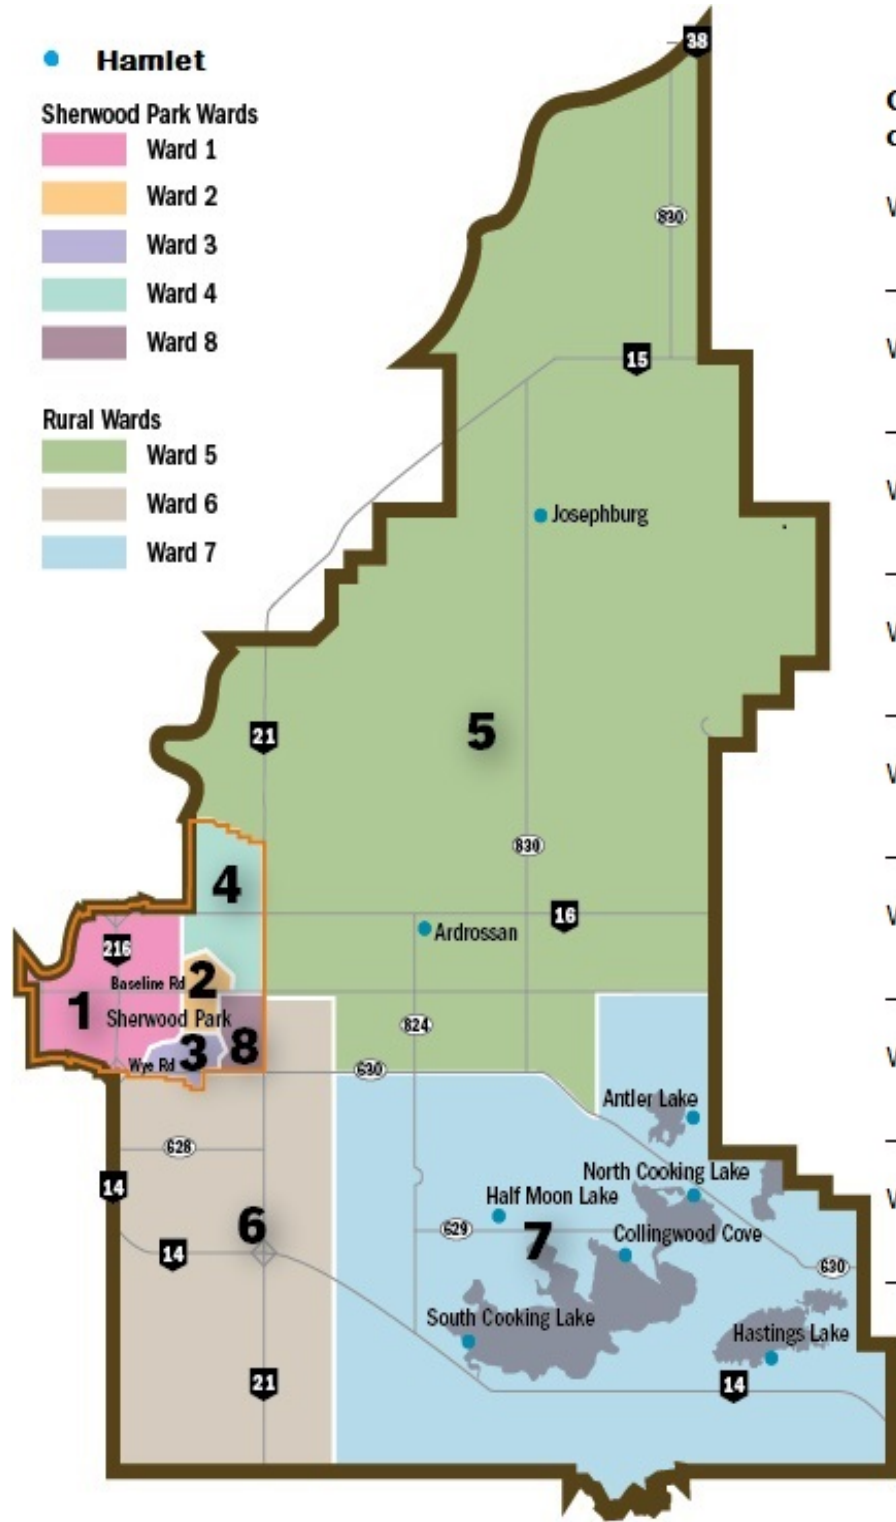 Hamlet
Sherwood Park Wards
Ward 1
Ward 2
Ward 3
Ward 4
Ward 8
Rural Wards
Ward 5
Ward 6
Ward 7
38
830
15
Josephburg
21
5
830
4
16
Ardrossan
216
Baseline Rd
2
1
Sherwood Park
824
3
8
Wye Rd
630
Antler Lake
628
North Cooking Lake
14
Half Moon Lake
6
629
7
Collingwood Cove
14
630
South Cooking Lake
Hastings Lake
21
14